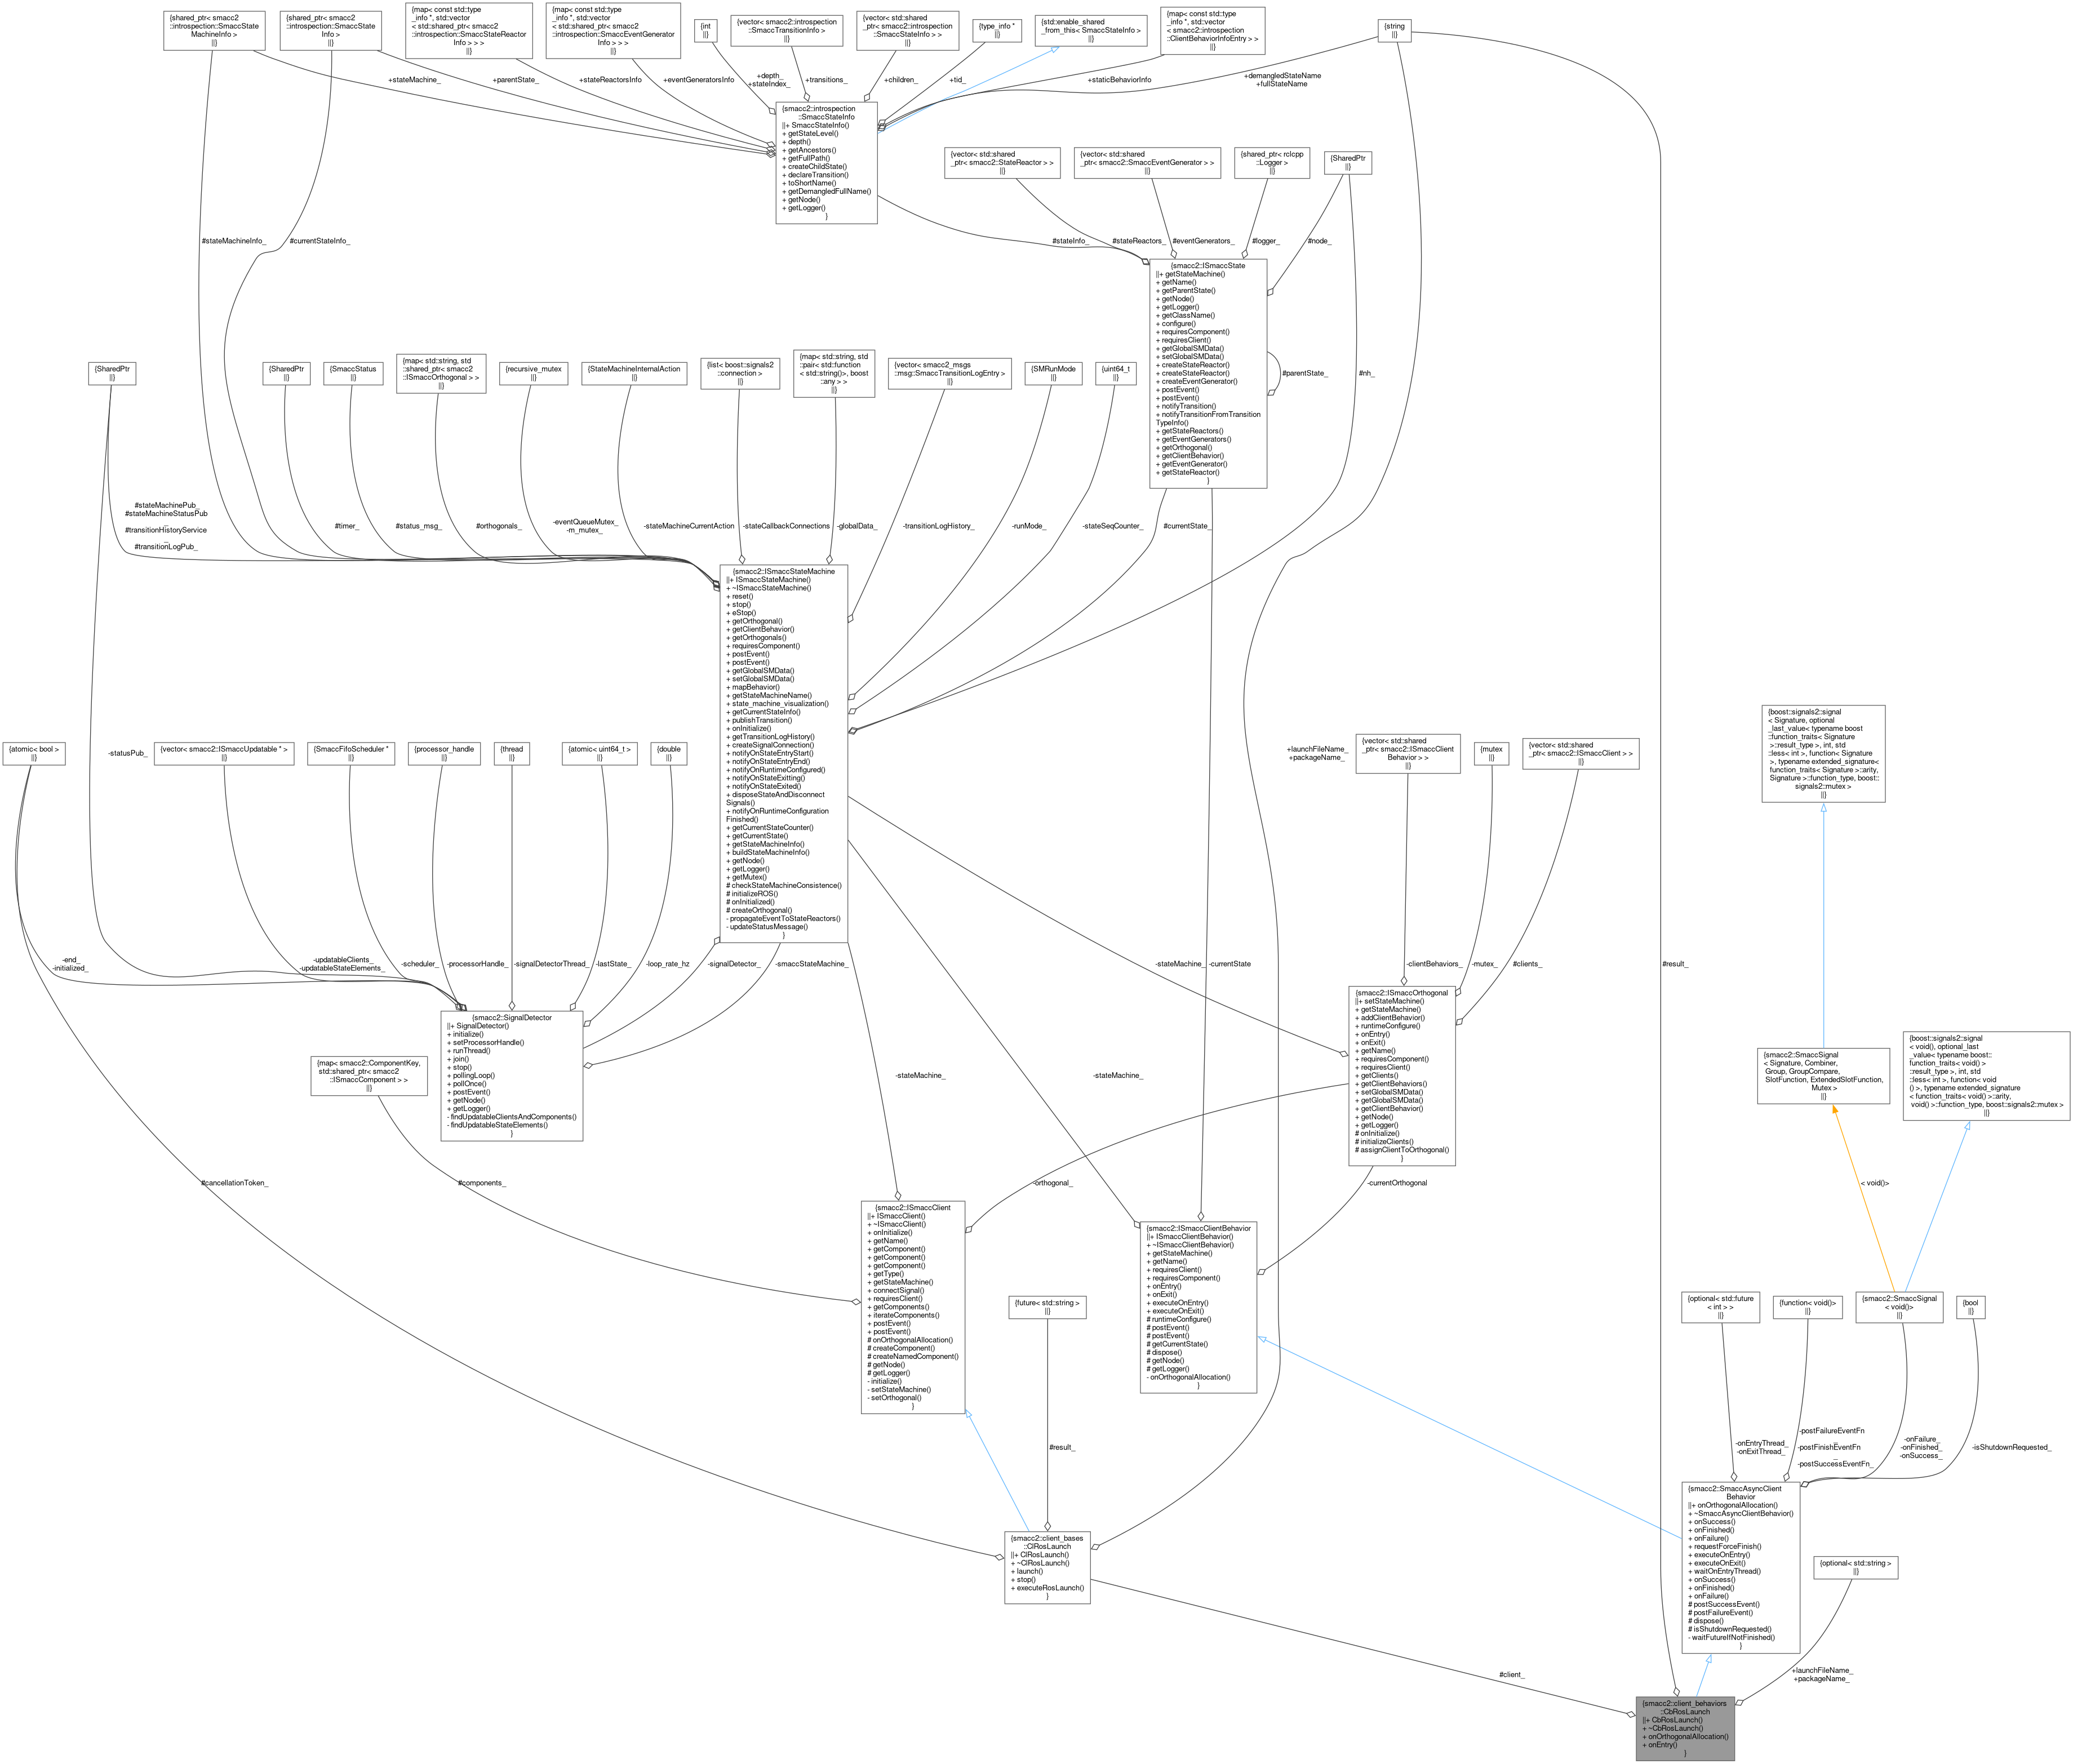 {shared_ptr< smacc2
::introspection::SmaccState
MachineInfo >
||}
{shared_ptr< smacc2
::introspection::SmaccState
Info >
||}
{map< const std::type
_info *, std::vector
< std::shared_ptr< smacc2
::introspection::SmaccStateReactor
Info > > >
||}
{map< const std::type
_info *, std::vector
< std::shared_ptr< smacc2
::introspection::SmaccEventGenerator
Info > > >
||}
{int
||}
{vector< smacc2::introspection
::SmaccTransitionInfo >
||}
{vector< std::shared
_ptr< smacc2::introspection
::SmaccStateInfo > >
||}
{type_info *
||}
{std::enable_shared
_from_this< SmaccStateInfo >
||}
{map< const std::type
_info *, std::vector
< smacc2::introspection
::ClientBehaviorInfoEntry > >
||}
{string
||}
+stateMachine_
+parentState_
+stateReactorsInfo
+eventGeneratorsInfo
+depth_
+stateIndex_
+transitions_
+children_
+tid_
+staticBehaviorInfo
+demangledStateName
+fullStateName
{smacc2::introspection
::SmaccStateInfo
||+ SmaccStateInfo()
+ getStateLevel()
+ depth()
+ getAncestors()
+ getFullPath()
+ createChildState()
+ declareTransition()
+ toShortName()
+ getDemangledFullName()
+ getNode()
+ getLogger()
}
{vector< std::shared
_ptr< smacc2::StateReactor > >
||}
{vector< std::shared
_ptr< smacc2::SmaccEventGenerator > >
||}
{shared_ptr< rclcpp
::Logger >
||}
{SharedPtr
||}
#stateMachineInfo_
#currentStateInfo_
#stateInfo_
#stateReactors_
#eventGenerators_
#logger_
#node_
{smacc2::ISmaccState
||+ getStateMachine()
+ getName()
+ getParentState()
+ getNode()
+ getLogger()
+ getClassName()
+ configure()
+ requiresComponent()
+ requiresClient()
+ getGlobalSMData()
+ setGlobalSMData()
+ createStateReactor()
+ createStateReactor()
+ createEventGenerator()
+ postEvent()
+ postEvent()
+ notifyTransition()
+ notifyTransitionFromTransition
TypeInfo()
+ getStateReactors()
+ getEventGenerators()
+ getOrthogonal()
+ getClientBehavior()
+ getEventGenerator()
+ getStateReactor()
}
#parentState_
#nh_
{SharedPtr
||}
{SharedPtr
||}
{SmaccStatus
||}
{map< std::string, std
::shared_ptr< smacc2
::ISmaccOrthogonal > >
||}
{recursive_mutex
||}
{StateMachineInternalAction
||}
{list< boost::signals2
::connection >
||}
{map< std::string, std
::pair< std::function
< std::string()>, boost
::any > >
||}
{vector< smacc2_msgs
::msg::SmaccTransitionLogEntry >
||}
{SMRunMode
||}
{uint64_t
||}
#stateMachinePub_
#stateMachineStatusPub
_
#transitionHistoryService
_
#transitionLogPub_
#timer_
#status_msg_
#orthogonals_
-eventQueueMutex_
-m_mutex_
-stateMachineCurrentAction
-stateCallbackConnections
-globalData_
-transitionLogHistory_
-runMode_
-stateSeqCounter_
#currentState_
{smacc2::ISmaccStateMachine
||+ ISmaccStateMachine()
+ ~ISmaccStateMachine()
+ reset()
+ stop()
+ eStop()
+ getOrthogonal()
+ getClientBehavior()
+ getOrthogonals()
+ requiresComponent()
+ postEvent()
+ postEvent()
+ getGlobalSMData()
+ setGlobalSMData()
+ mapBehavior()
+ getStateMachineName()
+ state_machine_visualization()
+ getCurrentStateInfo()
+ publishTransition()
+ onInitialize()
+ getTransitionLogHistory()
+ createSignalConnection()
+ notifyOnStateEntryStart()
+ notifyOnStateEntryEnd()
+ notifyOnRuntimeConfigured()
+ notifyOnStateExitting()
+ notifyOnStateExited()
+ disposeStateAndDisconnect
Signals()
+ notifyOnRuntimeConfiguration
Finished()
+ getCurrentStateCounter()
+ getCurrentState()
+ getStateMachineInfo()
+ buildStateMachineInfo()
+ getNode()
+ getLogger()
+ getMutex()
# checkStateMachineConsistence()
# initializeROS()
# onInitialized()
# createOrthogonal()
- propagateEventToStateReactors()
- updateStatusMessage()
}
{atomic< bool >
||}
{vector< smacc2::ISmaccUpdatable * >
||}
{SmaccFifoScheduler *
||}
{processor_handle
||}
{thread
||}
{atomic< uint64_t >
||}
{double
||}
-statusPub_
+launchFileName_
+packageName_
{vector< std::shared
_ptr< smacc2::ISmaccClient
Behavior > >
||}
{mutex
||}
{vector< std::shared
_ptr< smacc2::ISmaccClient > >
||}
{boost::signals2::signal
< Signature, optional
_last_value< typename boost
::function_traits< Signature
>::result_type >, int, std
::less< int >, function< Signature
>, typename extended_signature<
function_traits< Signature >::arity,
Signature >::function_type, boost::
signals2::mutex >
||}
-end_
-initialized_
-updatableClients_
-updatableStateElements_
-scheduler_
-processorHandle_
-signalDetectorThread_
-lastState_
-loop_rate_hz
-signalDetector_
-smaccStateMachine_
-stateMachine_
-currentState
-clientBehaviors_
-mutex_
#clients_
#result_
{smacc2::SignalDetector
||+ SignalDetector()
+ initialize()
+ setProcessorHandle()
+ runThread()
+ join()
+ stop()
+ pollingLoop()
+ pollOnce()
+ postEvent()
+ getNode()
+ getLogger()
- findUpdatableClientsAndComponents()
- findUpdatableStateElements()
}
{smacc2::ISmaccOrthogonal
||+ setStateMachine()
+ getStateMachine()
+ addClientBehavior()
+ runtimeConfigure()
+ onEntry()
+ onExit()
+ getName()
+ requiresComponent()
+ requiresClient()
+ getClients()
+ getClientBehaviors()
+ setGlobalSMData()
+ getGlobalSMData()
+ getClientBehavior()
+ getNode()
+ getLogger()
# onInitialize()
# initializeClients()
# assignClientToOrthogonal()
}
{map< smacc2::ComponentKey,
std::shared_ptr< smacc2
::ISmaccComponent > >
||}
-stateMachine_
-stateMachine_
{smacc2::SmaccSignal
< Signature, Combiner,
Group, GroupCompare,
SlotFunction, ExtendedSlotFunction,
Mutex >
||}
{boost::signals2::signal
< void(), optional_last
_value< typename boost::
function_traits< void() >
::result_type >, int, std
::less< int >, function< void
() >, typename extended_signature
< function_traits< void() >::arity,
void() >::function_type, boost::signals2::mutex >
||}
#cancellationToken_
#components_
-orthogonal_
-currentOrthogonal
< void()>
{smacc2::ISmaccClient
||+ ISmaccClient()
+ ~ISmaccClient()
+ onInitialize()
+ getName()
+ getComponent()
+ getComponent()
+ getComponent()
+ getType()
+ getStateMachine()
+ connectSignal()
+ requiresClient()
+ getComponents()
+ iterateComponents()
+ postEvent()
+ postEvent()
# onOrthogonalAllocation()
# createComponent()
# createNamedComponent()
# getNode()
# getLogger()
- initialize()
- setStateMachine()
- setOrthogonal()
}
{smacc2::ISmaccClientBehavior
||+ ISmaccClientBehavior()
+ ~ISmaccClientBehavior()
+ getStateMachine()
+ getName()
+ requiresClient()
+ requiresComponent()
+ onEntry()
+ onExit()
+ executeOnEntry()
+ executeOnExit()
# runtimeConfigure()
# postEvent()
# postEvent()
# getCurrentState()
# dispose()
# getNode()
# getLogger()
- onOrthogonalAllocation()
}
{future< std::string >
||}
{optional< std::future
< int > >
||}
{function< void()>
||}
{smacc2::SmaccSignal
< void()>
||}
{bool
||}
#result_
-onEntryThread_
-onExitThread_
-postFailureEventFn
_
-postFinishEventFn
_
-postSuccessEventFn_
-onFailure_
-onFinished_
-onSuccess_
-isShutdownRequested_
{smacc2::client_bases
::ClRosLaunch
||+ ClRosLaunch()
+ ~ClRosLaunch()
+ launch()
+ stop()
+ executeRosLaunch()
}
{smacc2::SmaccAsyncClient
Behavior
||+ onOrthogonalAllocation()
+ ~SmaccAsyncClientBehavior()
+ onSuccess()
+ onFinished()
+ onFailure()
+ requestForceFinish()
+ executeOnEntry()
+ executeOnExit()
+ waitOnEntryThread()
+ onSuccess()
+ onFinished()
+ onFailure()
# postSuccessEvent()
# postFailureEvent()
# dispose()
# isShutdownRequested()
- waitFutureIfNotFinished()
}
{optional< std::string >
||}
#client_
+launchFileName_
+packageName_
{smacc2::client_behaviors
::CbRosLaunch
||+ CbRosLaunch()
+ ~CbRosLaunch()
+ onOrthogonalAllocation()
+ onEntry()
}